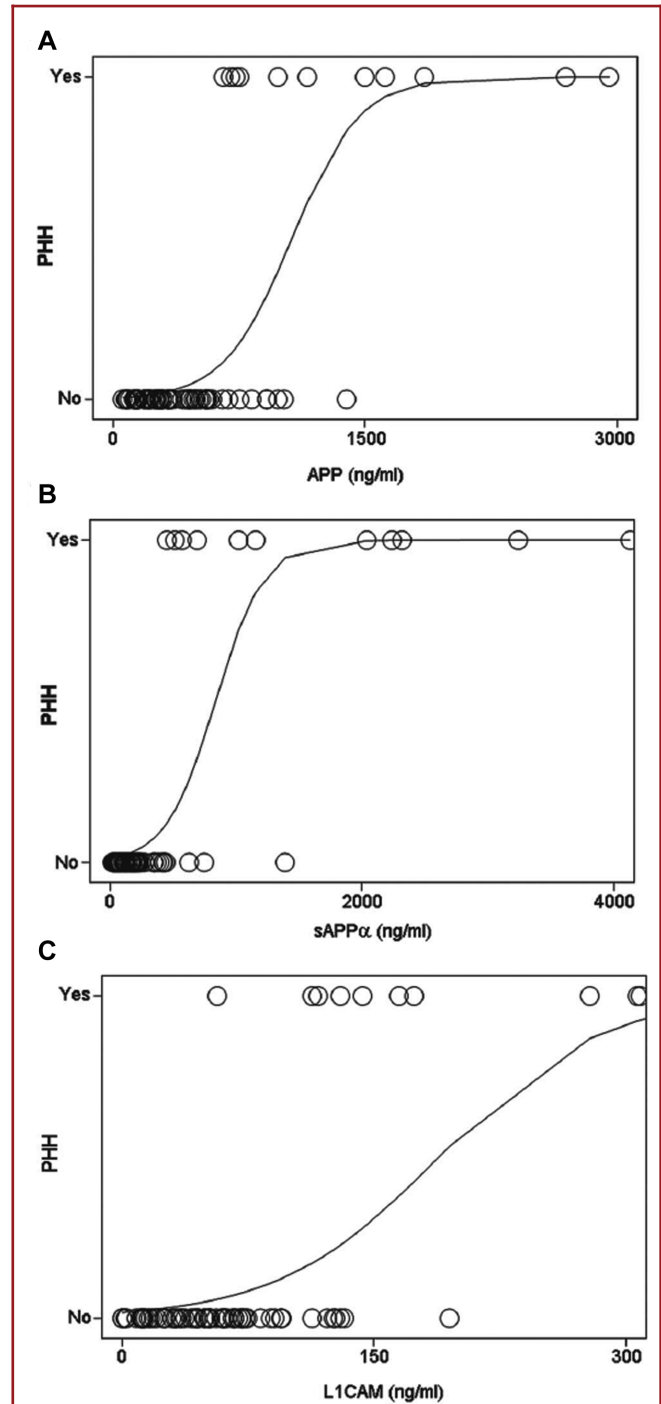 A
Yes
PHH
No
0 1500 3000
APP (ng/ml)
B
Yes
PHH
No
0 2000 4000
sAPPα (ng/ml)
C
Yes
PHH
No
0 150 300
L1CAM (ng/ml)